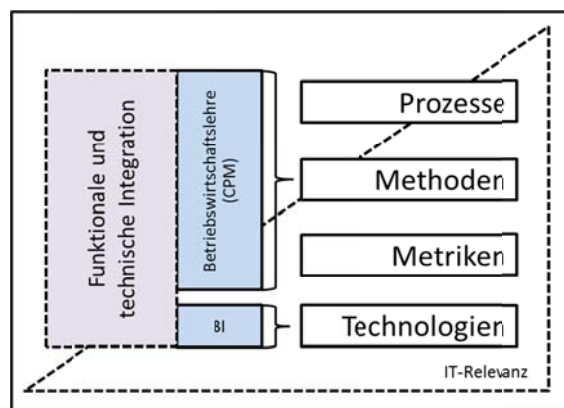 Funktionale und
technische Integration
Betriebswirtschaftslehre
(CPM)
BI
Prozesse
Methoden
Metriken
Technologien
IT-Relevanz